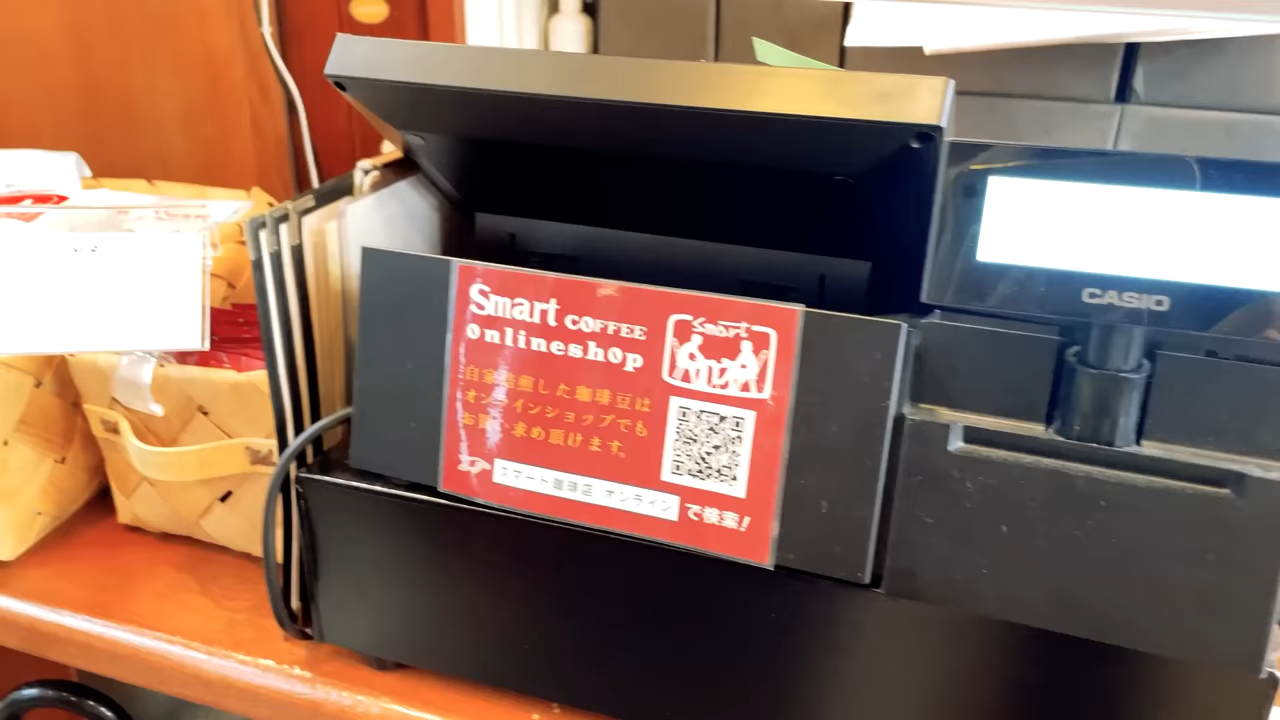 Smart COFFEE
onlineshop
自家焙煎した珈琲豆は
オンラインショップでも
お買い求め頂けます。
スマート珈琲店 オンライン で検索!
Smart
CASIO